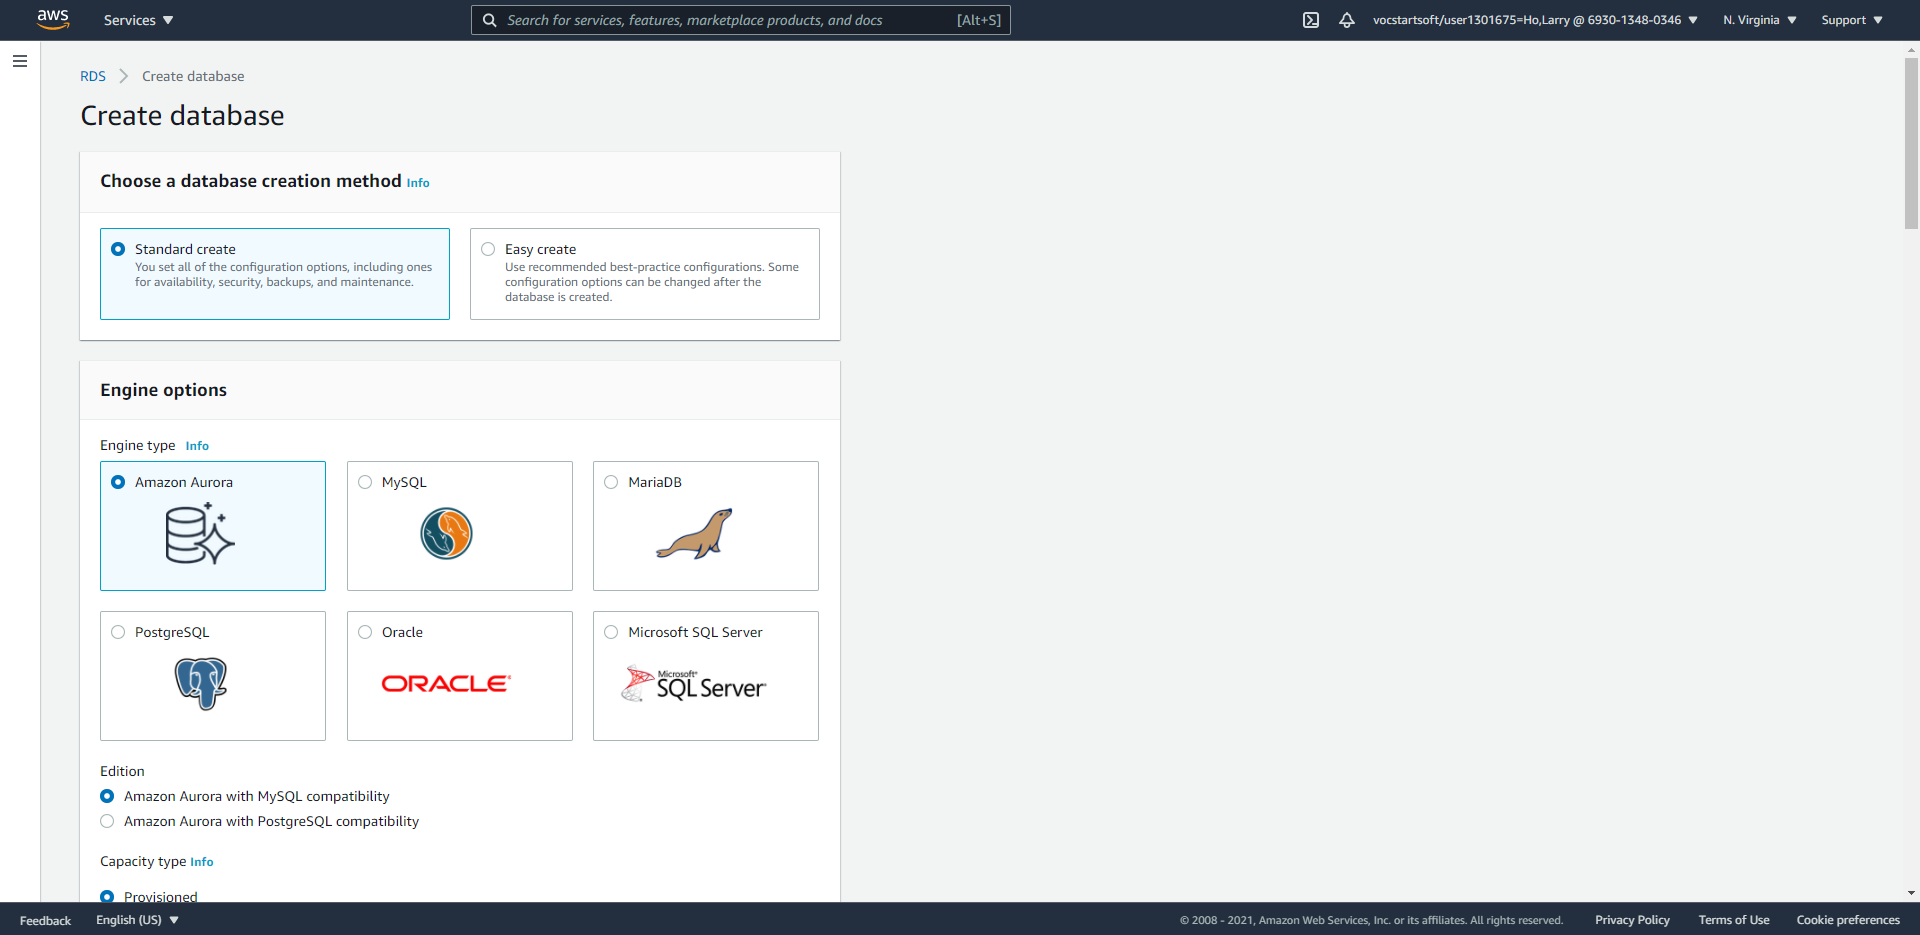 aws Services Search for services, features, marketplace products, and docs [Alt+S] vocstartsoft/user1301675=Ho,Larry @ 6930-1348-0346 N. Virginia Support
RDS Create database
Create database
Choose a database creation method Info
Standard create
You set all of the configuration options, including ones
for availability, security, backups, and maintenance.
Easy create
Use recommended best-practice configurations. Some
configuration options can be changed after the
database is created.
Engine options
Engine type Info
Amazon Aurora
MySQL
MariaDB
PostgreSQL
Oracle
ORACLE
Microsoft SQL Server
Microsoft
SQL Server
Edition
Amazon Aurora with MySQL compatibility
Amazon Aurora with PostgreSQL compatibility
Capacity type Info
Provisioned
Feedback English (US) © 2008 - 2021, Amazon Web Services, Inc. or its affiliates. All rights reserved. Privacy Policy Terms of Use Cookie preferences